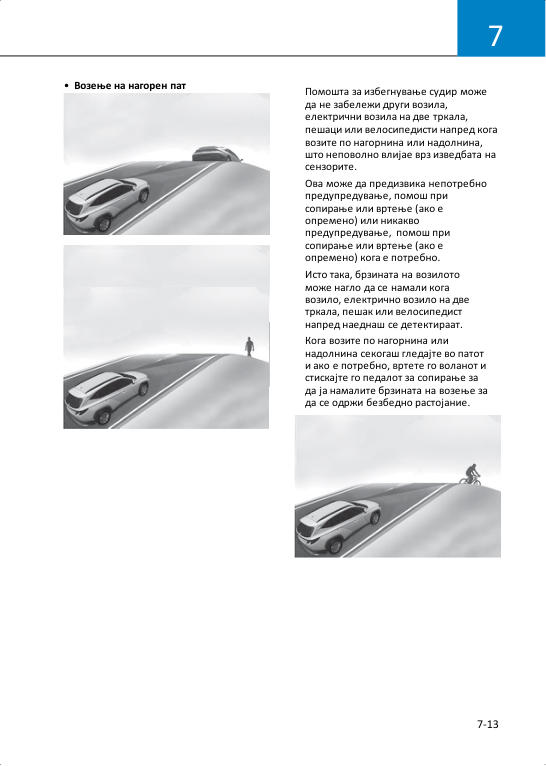 7
• Возење на нагорен пат
Помошта за избегнување судир може
да не забележи други возила,
електрични возила на две тркала,
пешаци или велосипедисти напред кога
возите по нагорнина или надолнина,
што неповолно влијае врз изведбата на
сензорите.
Ова може да предизвика непотребно
предупредување, помош при
сопирање или вртење (ако е
опремено) или никакво
предупредување, помош при
сопирање или вртење (ако е
опремено) кога е потребно.
Исто така, брзината на возилото
може нагло да се намали кога
возило, електрично возило на две
тркала, пешак или велосипедист
напред наеднаш се детектираат.
Кога возите по нагорнина или
надолнина секогаш гледајте во патот
и ако е потребно, вртете го воланот и
стискајте го педалот за сопирање за
да ја намалите брзината на возење за
да се одржи безбедно растојание.
7-13